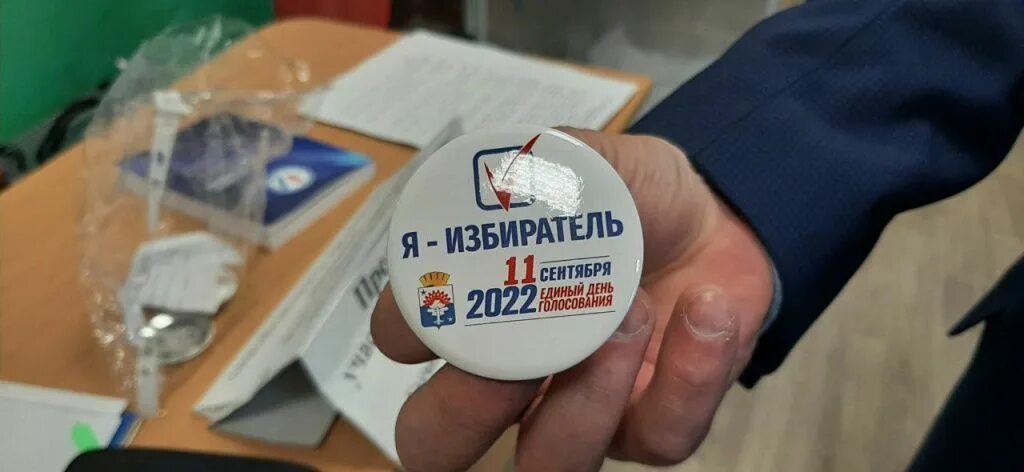 Я - ИЗБИРАТЕЛЬ
11 СЕНТЯБРЯ
2022 ЕДИНЫЙ ДЕНЬ
ГОЛОСОВАНИЯ